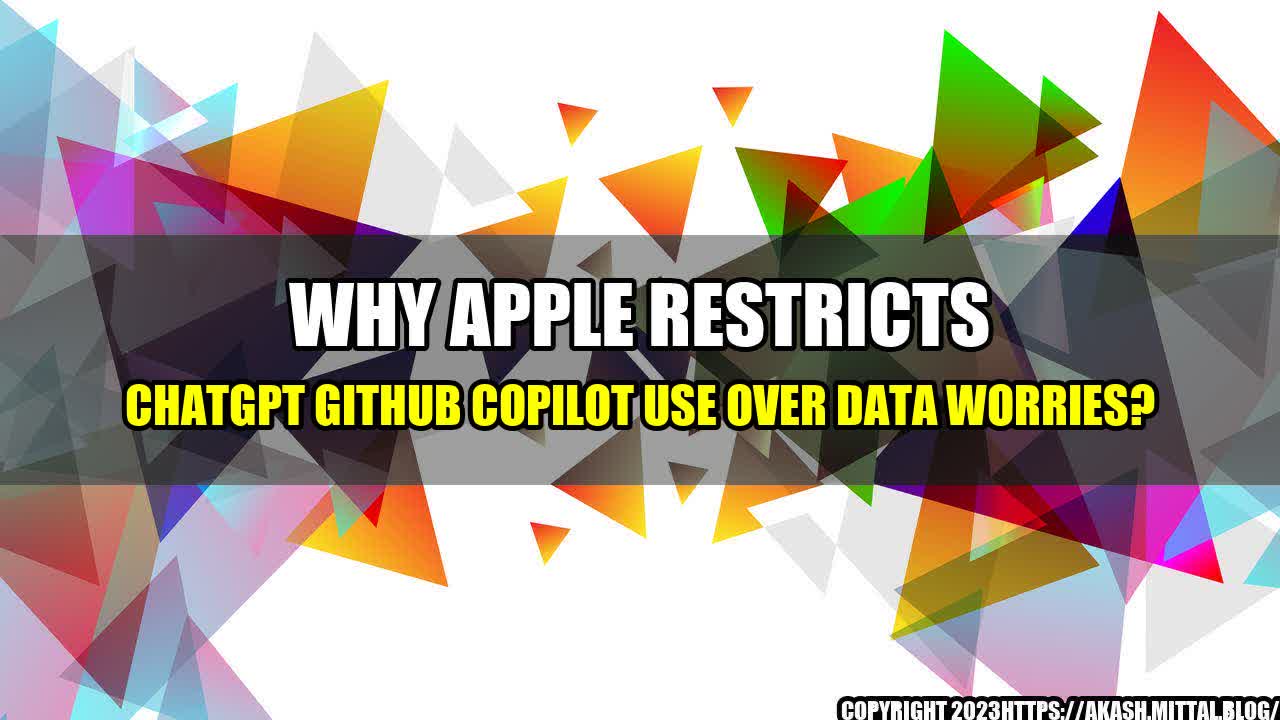 WHY APPLE RESTRICTS
CHATGPT GITHUB COPILOT USE OVER DATA WORRIES?
COPYRIGHT 2023HTTPS://AKASH.MITTAL.BLOG/